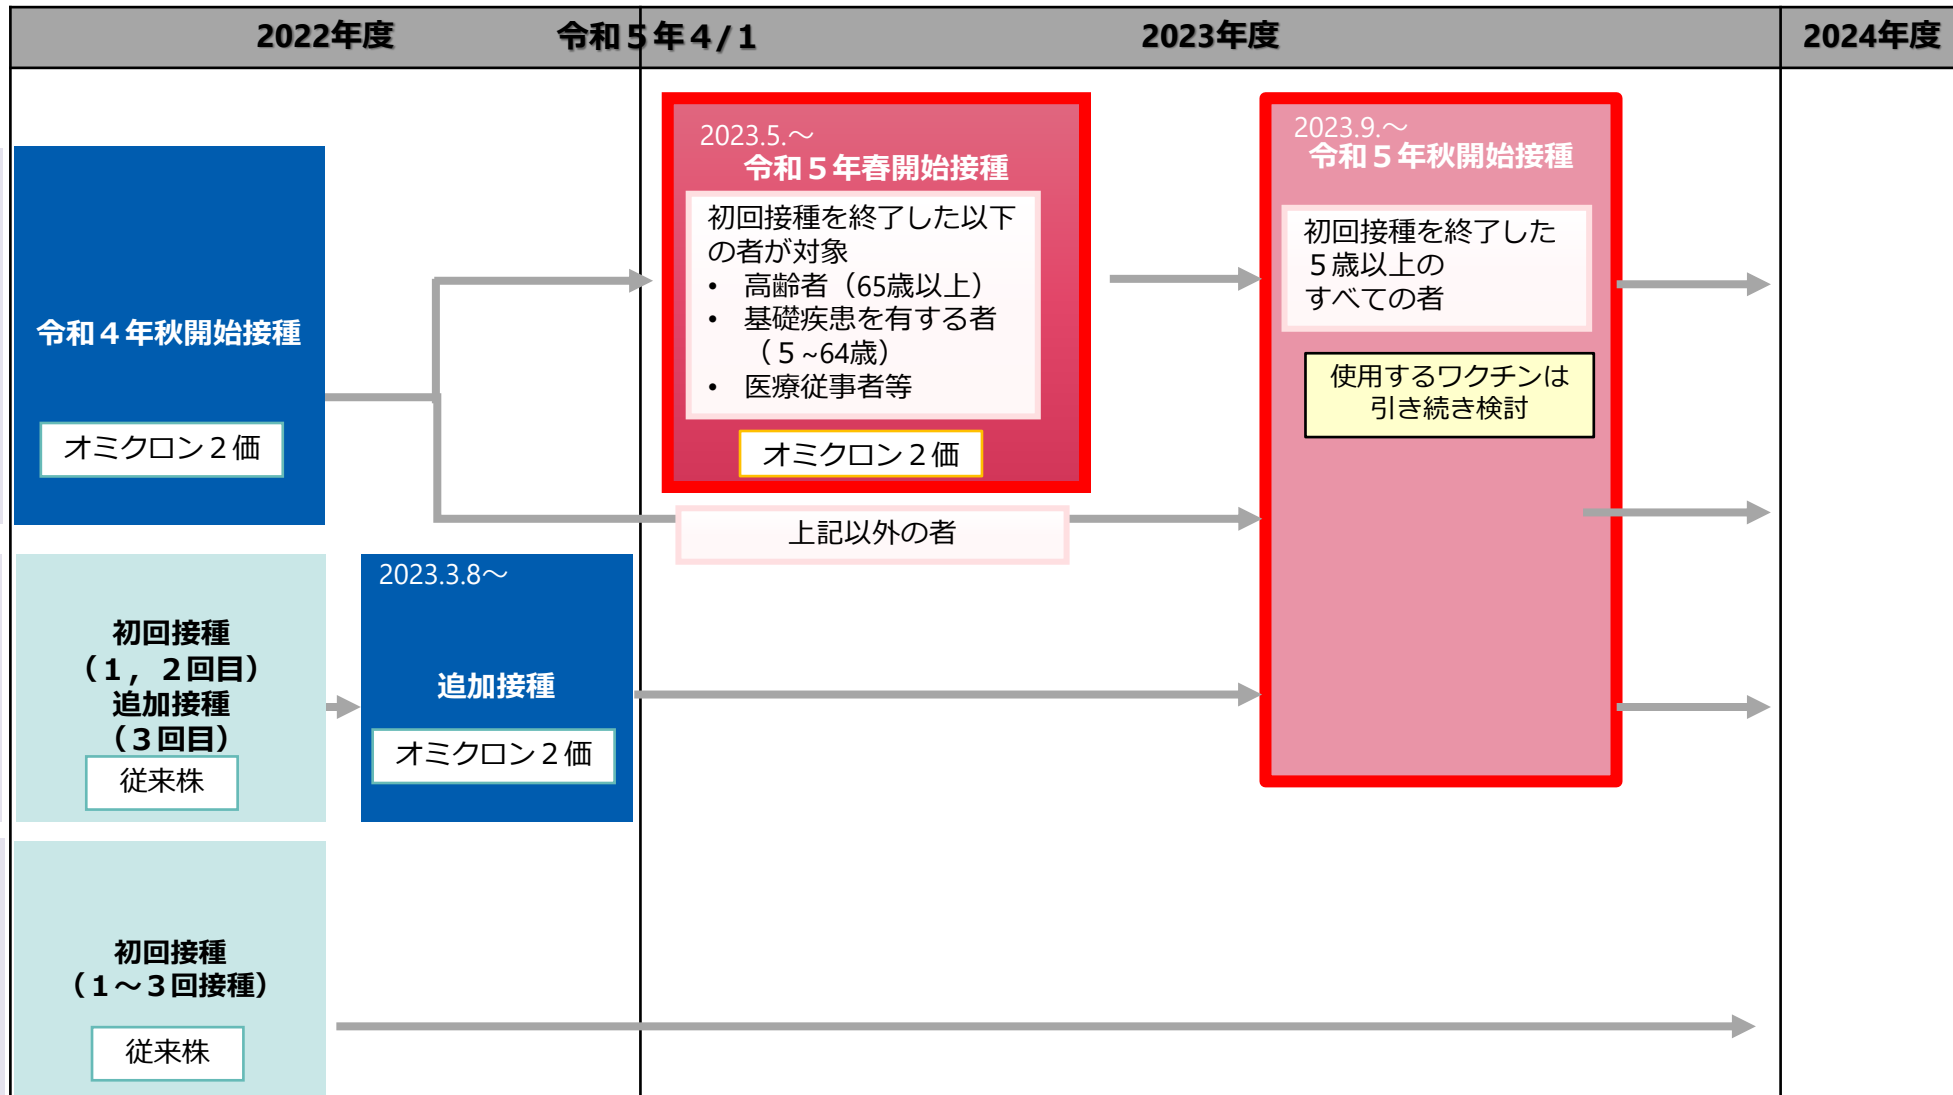 2022年度
令和５年４/１
2023年度
2024年度
令和４年秋開始接種
オミクロン２価
2023.5.～
令和５年春開始接種
初回接種を終了した以下
の者が対象
• 高齢者（65歳以上）
• 基礎疾患を有する者
（５~64歳）
• 医療従事者等
オミクロン２価
上記以外の者
2023.9.～
令和５年秋開始接種
初回接種を終了した
５歳以上の
すべての者
使用するワクチンは
引き続き検討
初回接種
（１，２回目）
追加接種
（３回目）
従来株
2023.3.8～
追加接種
オミクロン２価
初回接種
（１～３回接種）
従来株